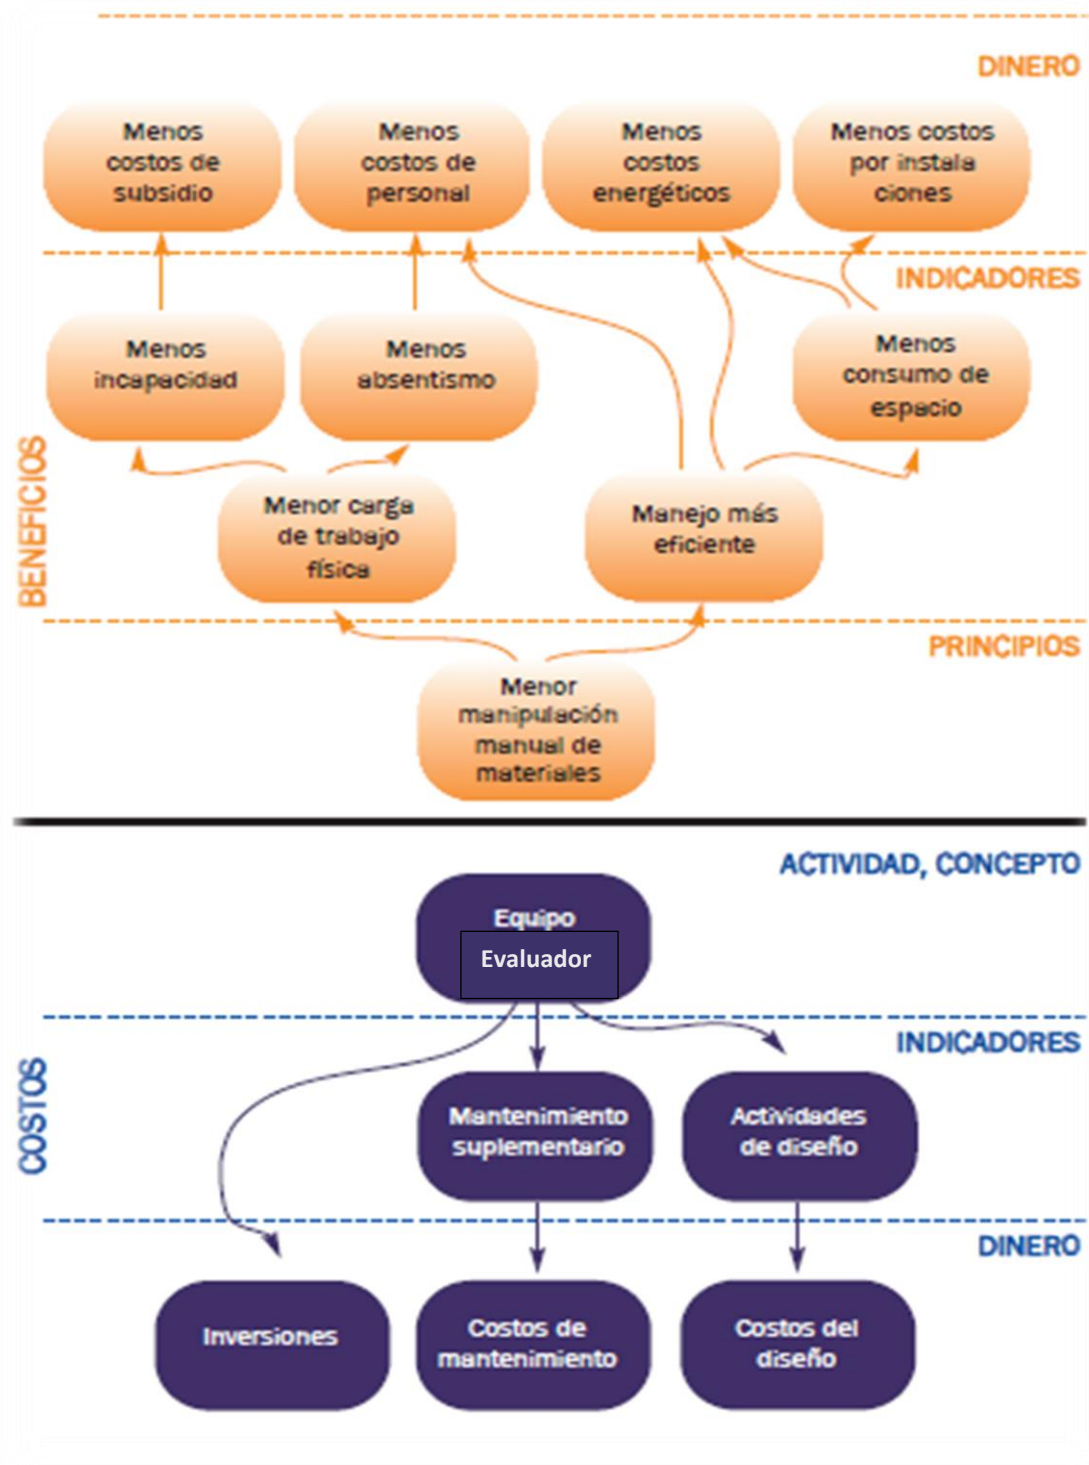 DINERO
Menos
costos de
subsidio
Menos
costos de
personal
Menos
costos
energéticos
Menos costos
por instala
ciones
INDICADORES
Menos
incapacidad
Menos
absentismo
Menos
consumo de
espacio
BENEFICIOS
Menor carga
de trabajo
física
Manejo más
eficiente
PRINCIPIOS
Menor
manipulación
manual de
materiales
ACTIVIDAD, CONCEPTO
Equipo
Evaluador
INDICADORES
COSTOS
Mantenimiento
suplementario
Actividades
de diseño
DINERO
Inversiones
Costos de
mantenimiento
Costos del
diseño